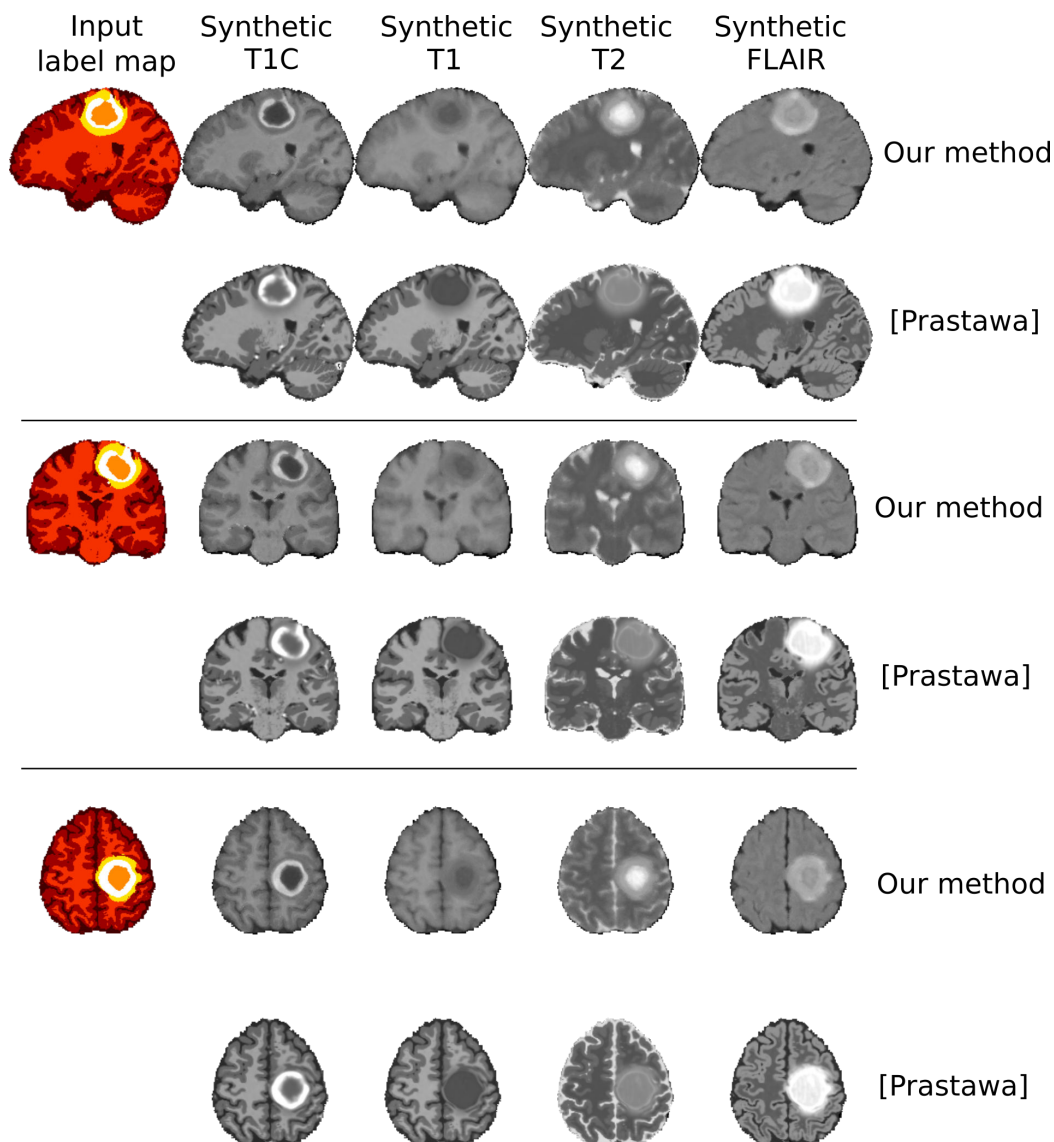 Input
label map
Synthetic
T1C
Synthetic
T1
Synthetic
T2
Synthetic
FLAIR
Our method
[Prastawa]
Our method
[Prastawa]
Our method
[Prastawa]